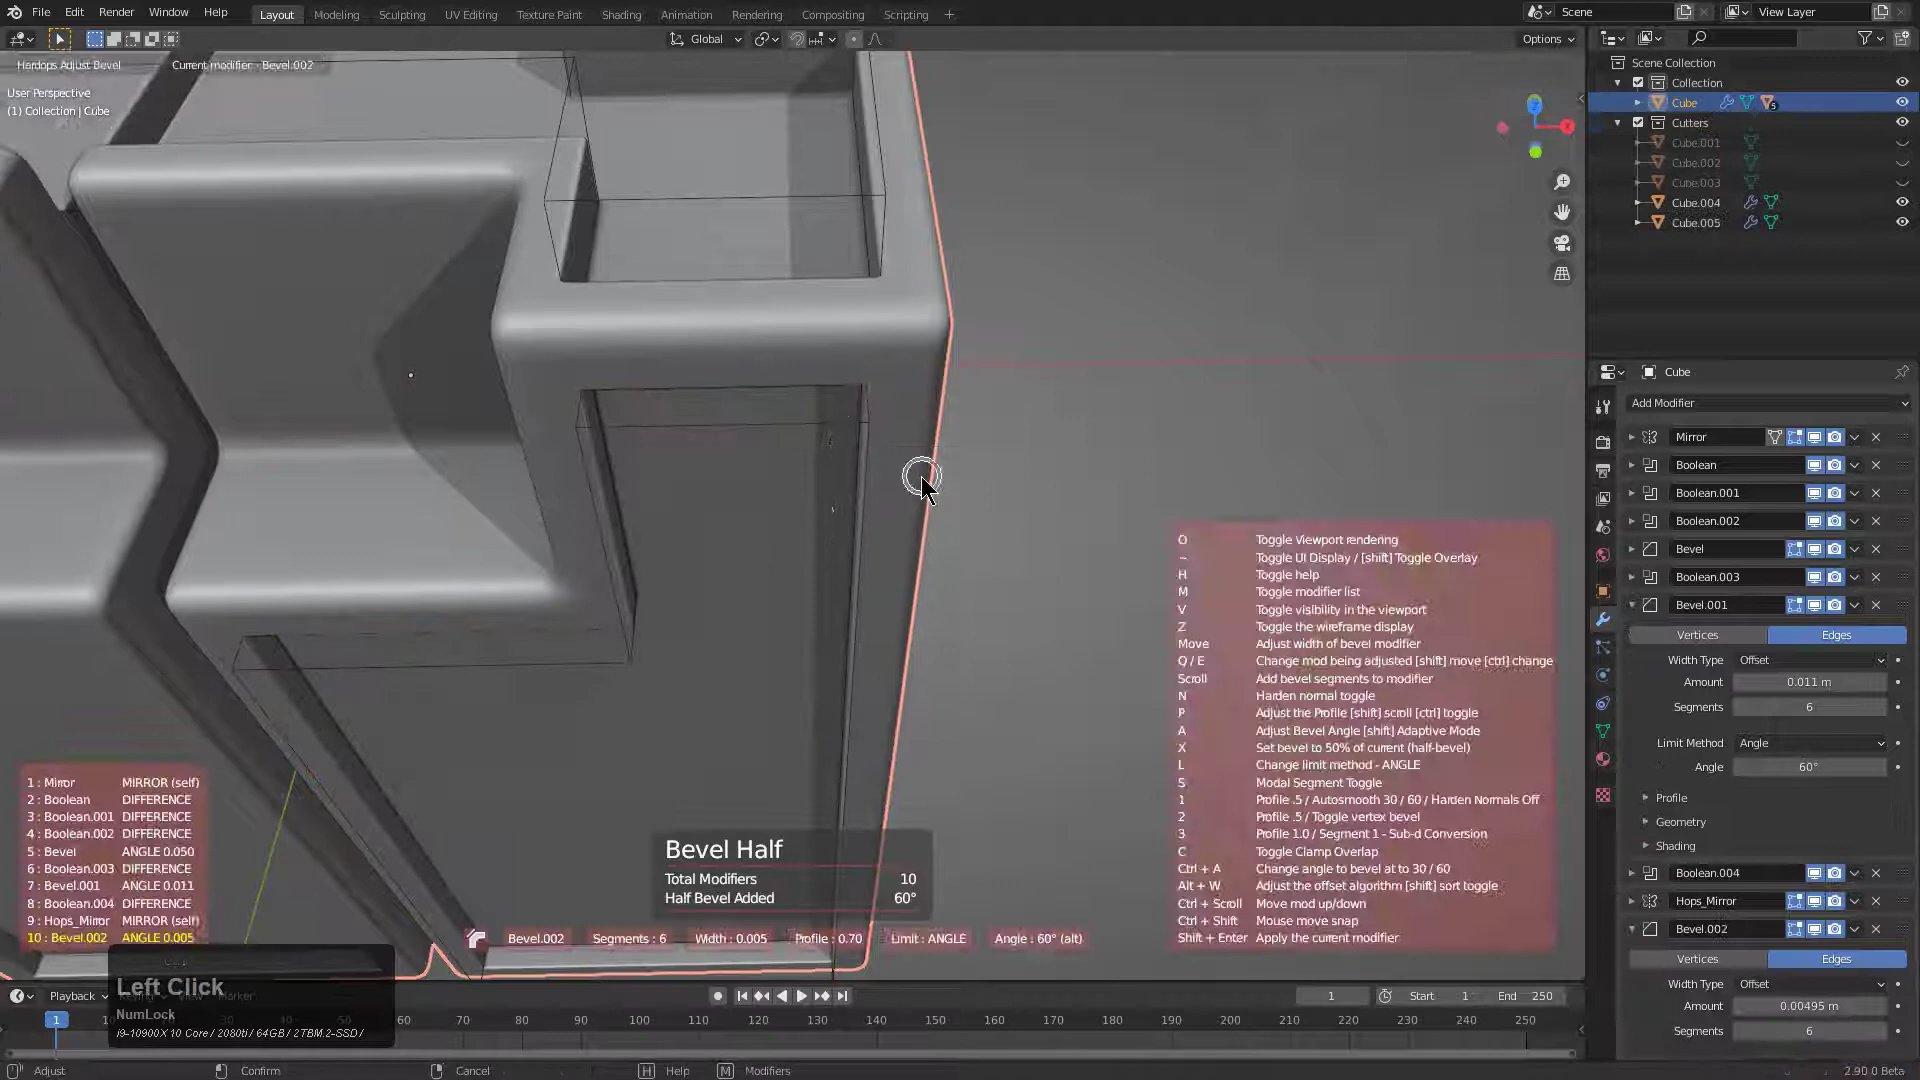 File Edit Render Window Help Layout Modeling Sculpting UV Editing Texture Paint Shading Animation Rendering Compositing Scripting +
Scene View Layer
Global Options
Hardops Adjust Bevel Current modifier - Bevel.002
User Perspective
(1) Collection | Cube
Z
X
Scene Collection
Collection
Cube 5
Cutters
Cube.001
Cube.002
Cube.003
Cube.004
Cube.005
Cube
Add Modifier
Mirror
Boolean
Boolean.001
Boolean.002
Bevel
Boolean.003
Bevel.001
Vertices Edges
Width Type Offset
Amount 0.011 m
Segments 6
Limit Method Angle
Angle 60°
Profile
Geometry
Shading
Boolean.004
Hops_Mirror
Bevel.002
Vertices Edges
Width Type Offset
Amount 0.00495 m
Segments 6
O Toggle Viewport rendering
~ Toggle UI Display / [shift] Toggle Overlay
H Toggle help
M Toggle modifier list
V Toggle visibility in the viewport
Z Toggle the wireframe display
Move Adjust width of bevel modifier
Q / E Change mod being adjusted [shift] move [ctrl] change
Scroll Add bevel segments to modifier
N Harden normal toggle
P Adjust the Profile [shift] scroll [ctrl] toggle
A Adjust Bevel Angle [shift] Adaptive Mode
X Set bevel to 50% of current (half-bevel)
L Change limit method - ANGLE
S Modal Segment Toggle
1 Profile .5 / Autosmooth 30 / 60 / Harden Normals Off
2 Profile .5 / Toggle vertex bevel
3 Profile 1.0 / Segment 1 - Sub-d Conversion
C Toggle Clamp Overlap
Ctrl + A Change angle to bevel at to 30 / 60
Alt + W Adjust the offset algorithm [shift] sort toggle
Ctrl + Scroll Move mod up/down
Ctrl + Shift Mouse move snap
Shift + Enter Apply the current modifier
1 : Mirror MIRROR (self)
2 : Boolean DIFFERENCE
3 : Boolean.001 DIFFERENCE
4 : Boolean.002 DIFFERENCE
5 : Bevel ANGLE 0.050
6 : Boolean.003 DIFFERENCE
7 : Bevel.001 ANGLE 0.011
8 : Boolean.004 DIFFERENCE
9 : Hops_Mirror MIRROR (self)
10 : Bevel.002 ANGLE 0.005
Bevel Half
Total Modifiers 10
Half Bevel Added 60°
Bevel.002 Segments : 6 Width : 0.005 Profile : 0.70 Limit : ANGLE Angle : 60° (alt)
Left Click
NumLock
i9-10900X 10 Core / 2080ti / 64GB / 2TBM.2-SSD /
Playback Keying View Marker 1 Start 1 End 250
1 60 70 80 90 100 110 120 130 140 150 160 170 180 190 200 210 220 230 240 250
Adjust Confirm Cancel H Help M Modifiers 2.90.0 Beta